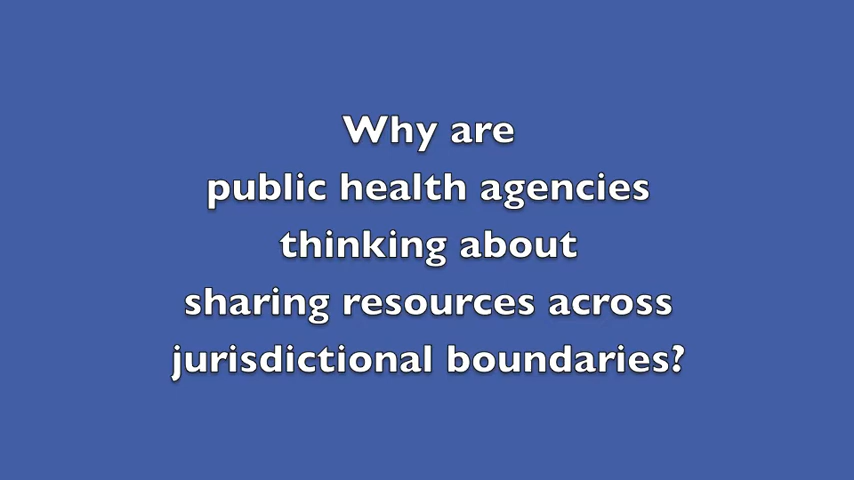 Why are
public health agencies
thinking about
sharing resources across
jurisdictional boundaries?